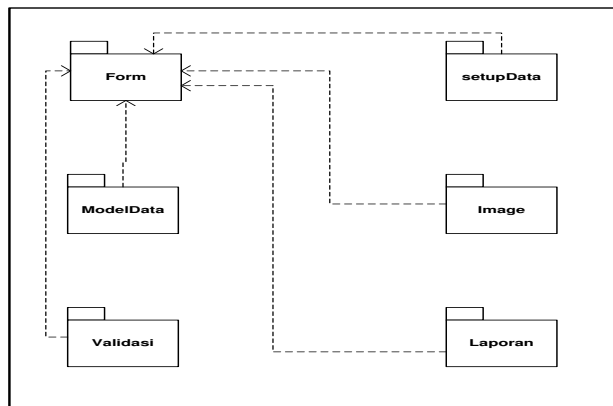 Form
setupData
ModelData
Image
Validasi
Laporan